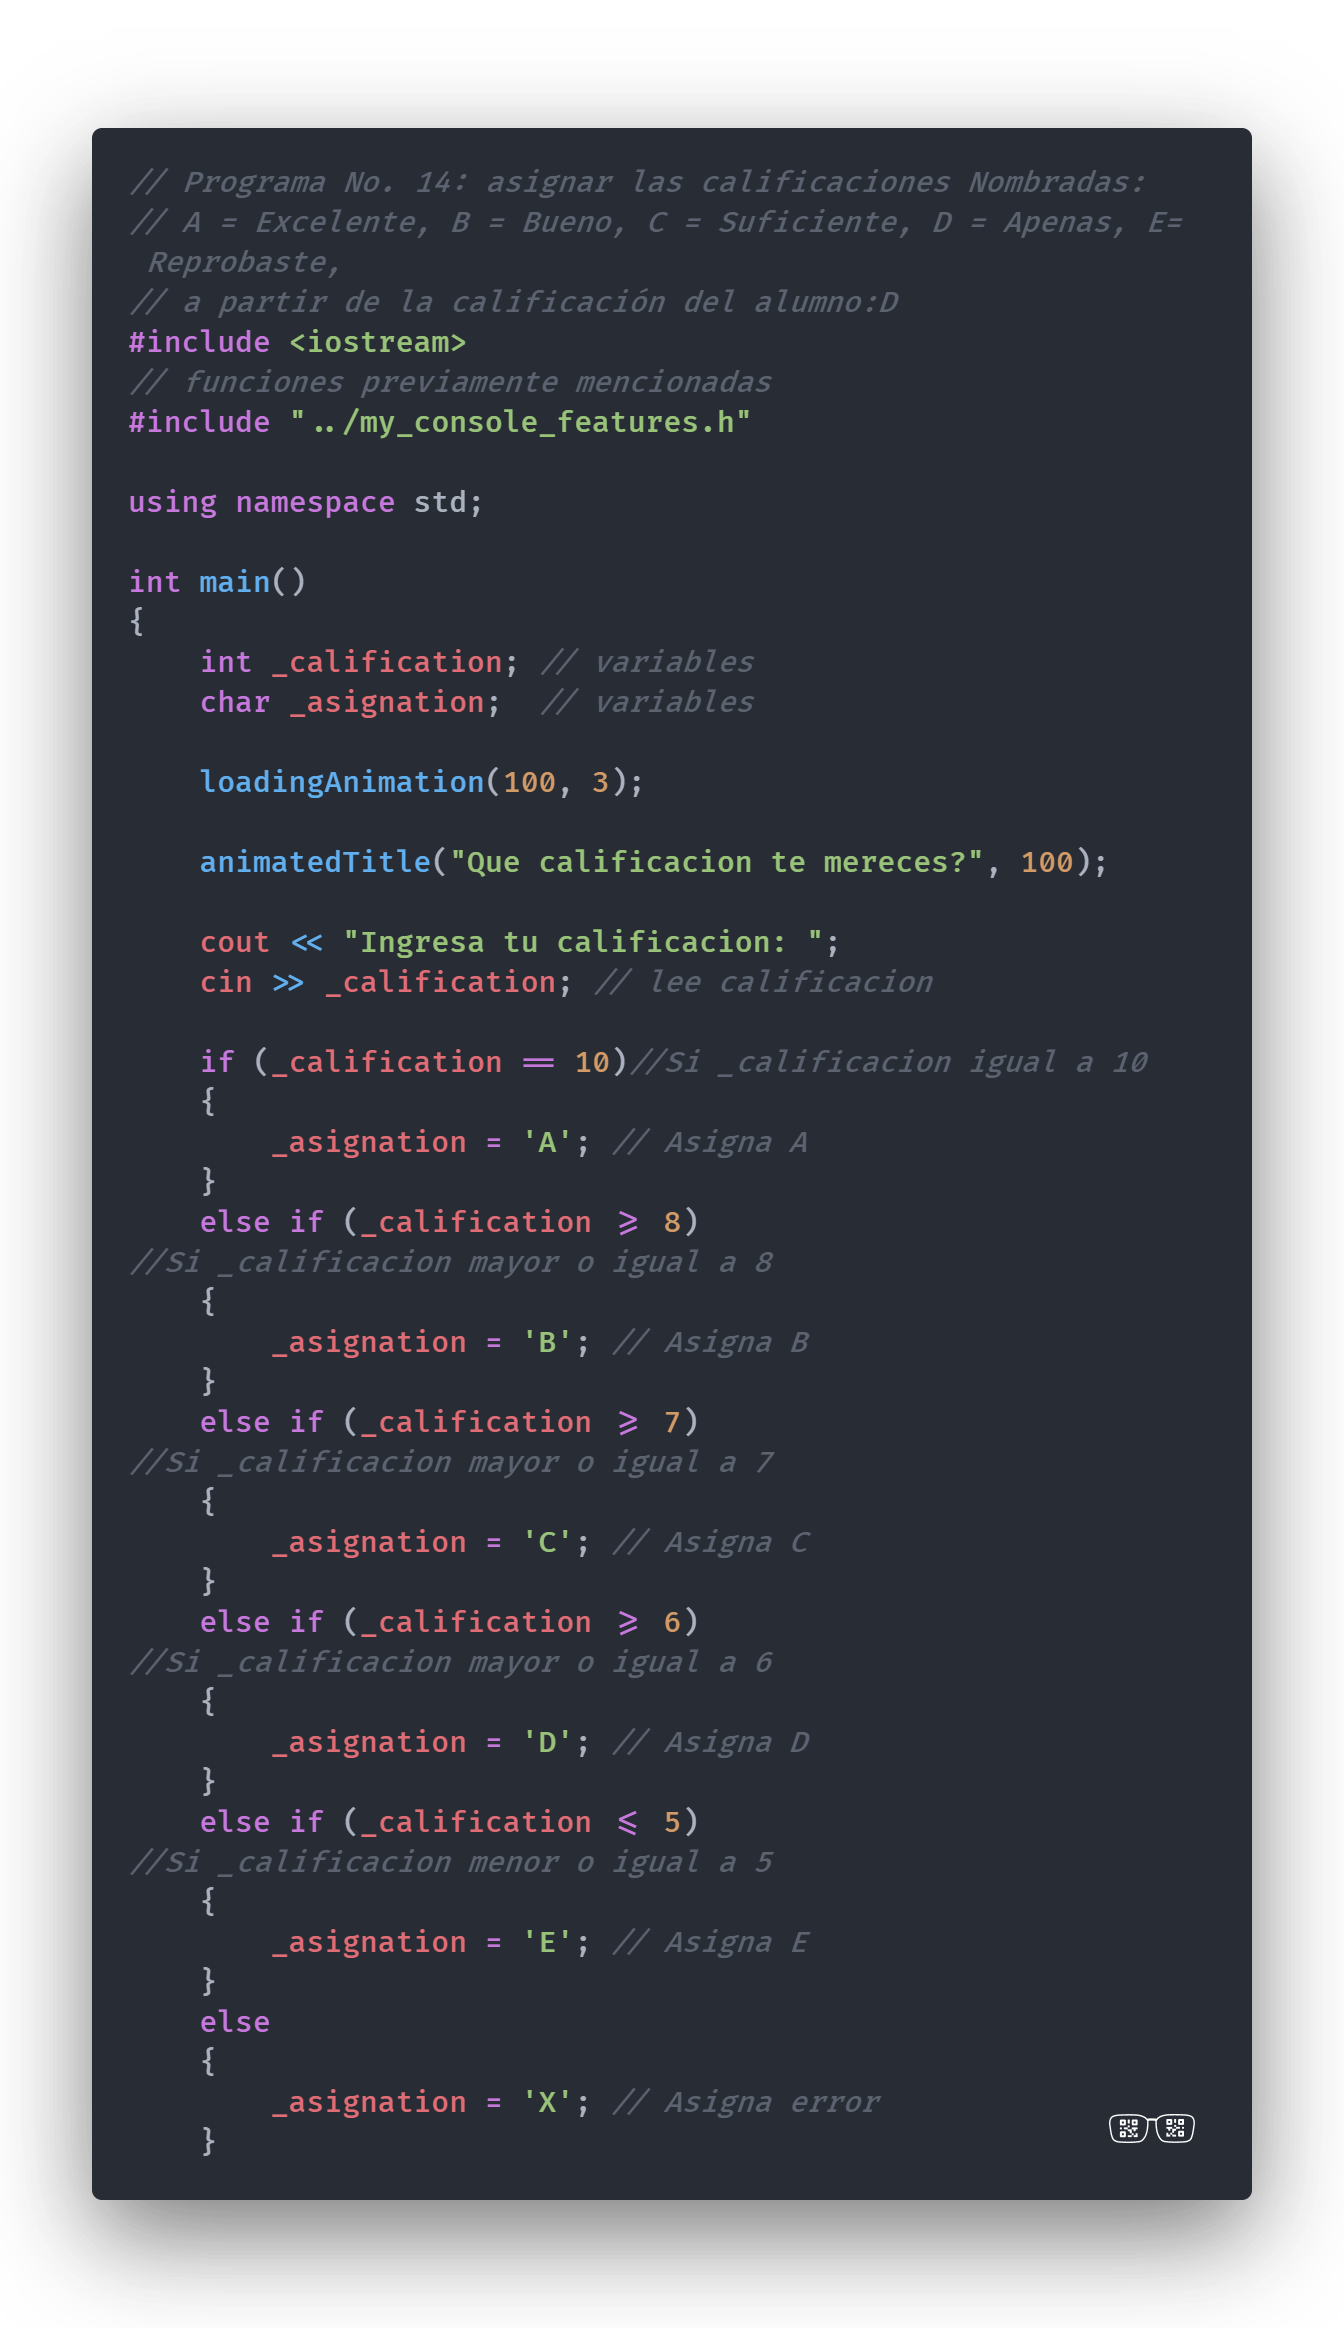 // Programa No. 14: asignar las calificaciones Nombradas:
// A = Excelente, B = Bueno, C = Suficiente, D = Apenas, E=
 Reprobaste,
// a partir de la calificación del alumno:D
#include <iostream>
// funciones previamente mencionadas
#include "../my_console_features.h"

using namespace std;

int main()
{
    int _calification; // variables
    char _asignation;  // variables

    loadingAnimation(100, 3);

    animatedTitle("Que calificacion te mereces?", 100);

    cout << "Ingresa tu calificacion: ";
    cin >> _calification; // lee calificacion

    if (_calification == 10)//Si _calificacion igual a 10
    {
        _asignation = 'A'; // Asigna A
    }
    else if (_calification >= 8)
//Si _calificacion mayor o igual a 8
    {
        _asignation = 'B'; // Asigna B
    }
    else if (_calification >= 7)
//Si _calificacion mayor o igual a 7
    {
        _asignation = 'C'; // Asigna C
    }
    else if (_calification >= 6)
//Si _calificacion mayor o igual a 6
    {
        _asignation = 'D'; // Asigna D
    }
    else if (_calification <= 5)
//Si _calificacion menor o igual a 5
    {
        _asignation = 'E'; // Asigna E
    }
    else
    {
        _asignation = 'X'; // Asigna error
    }